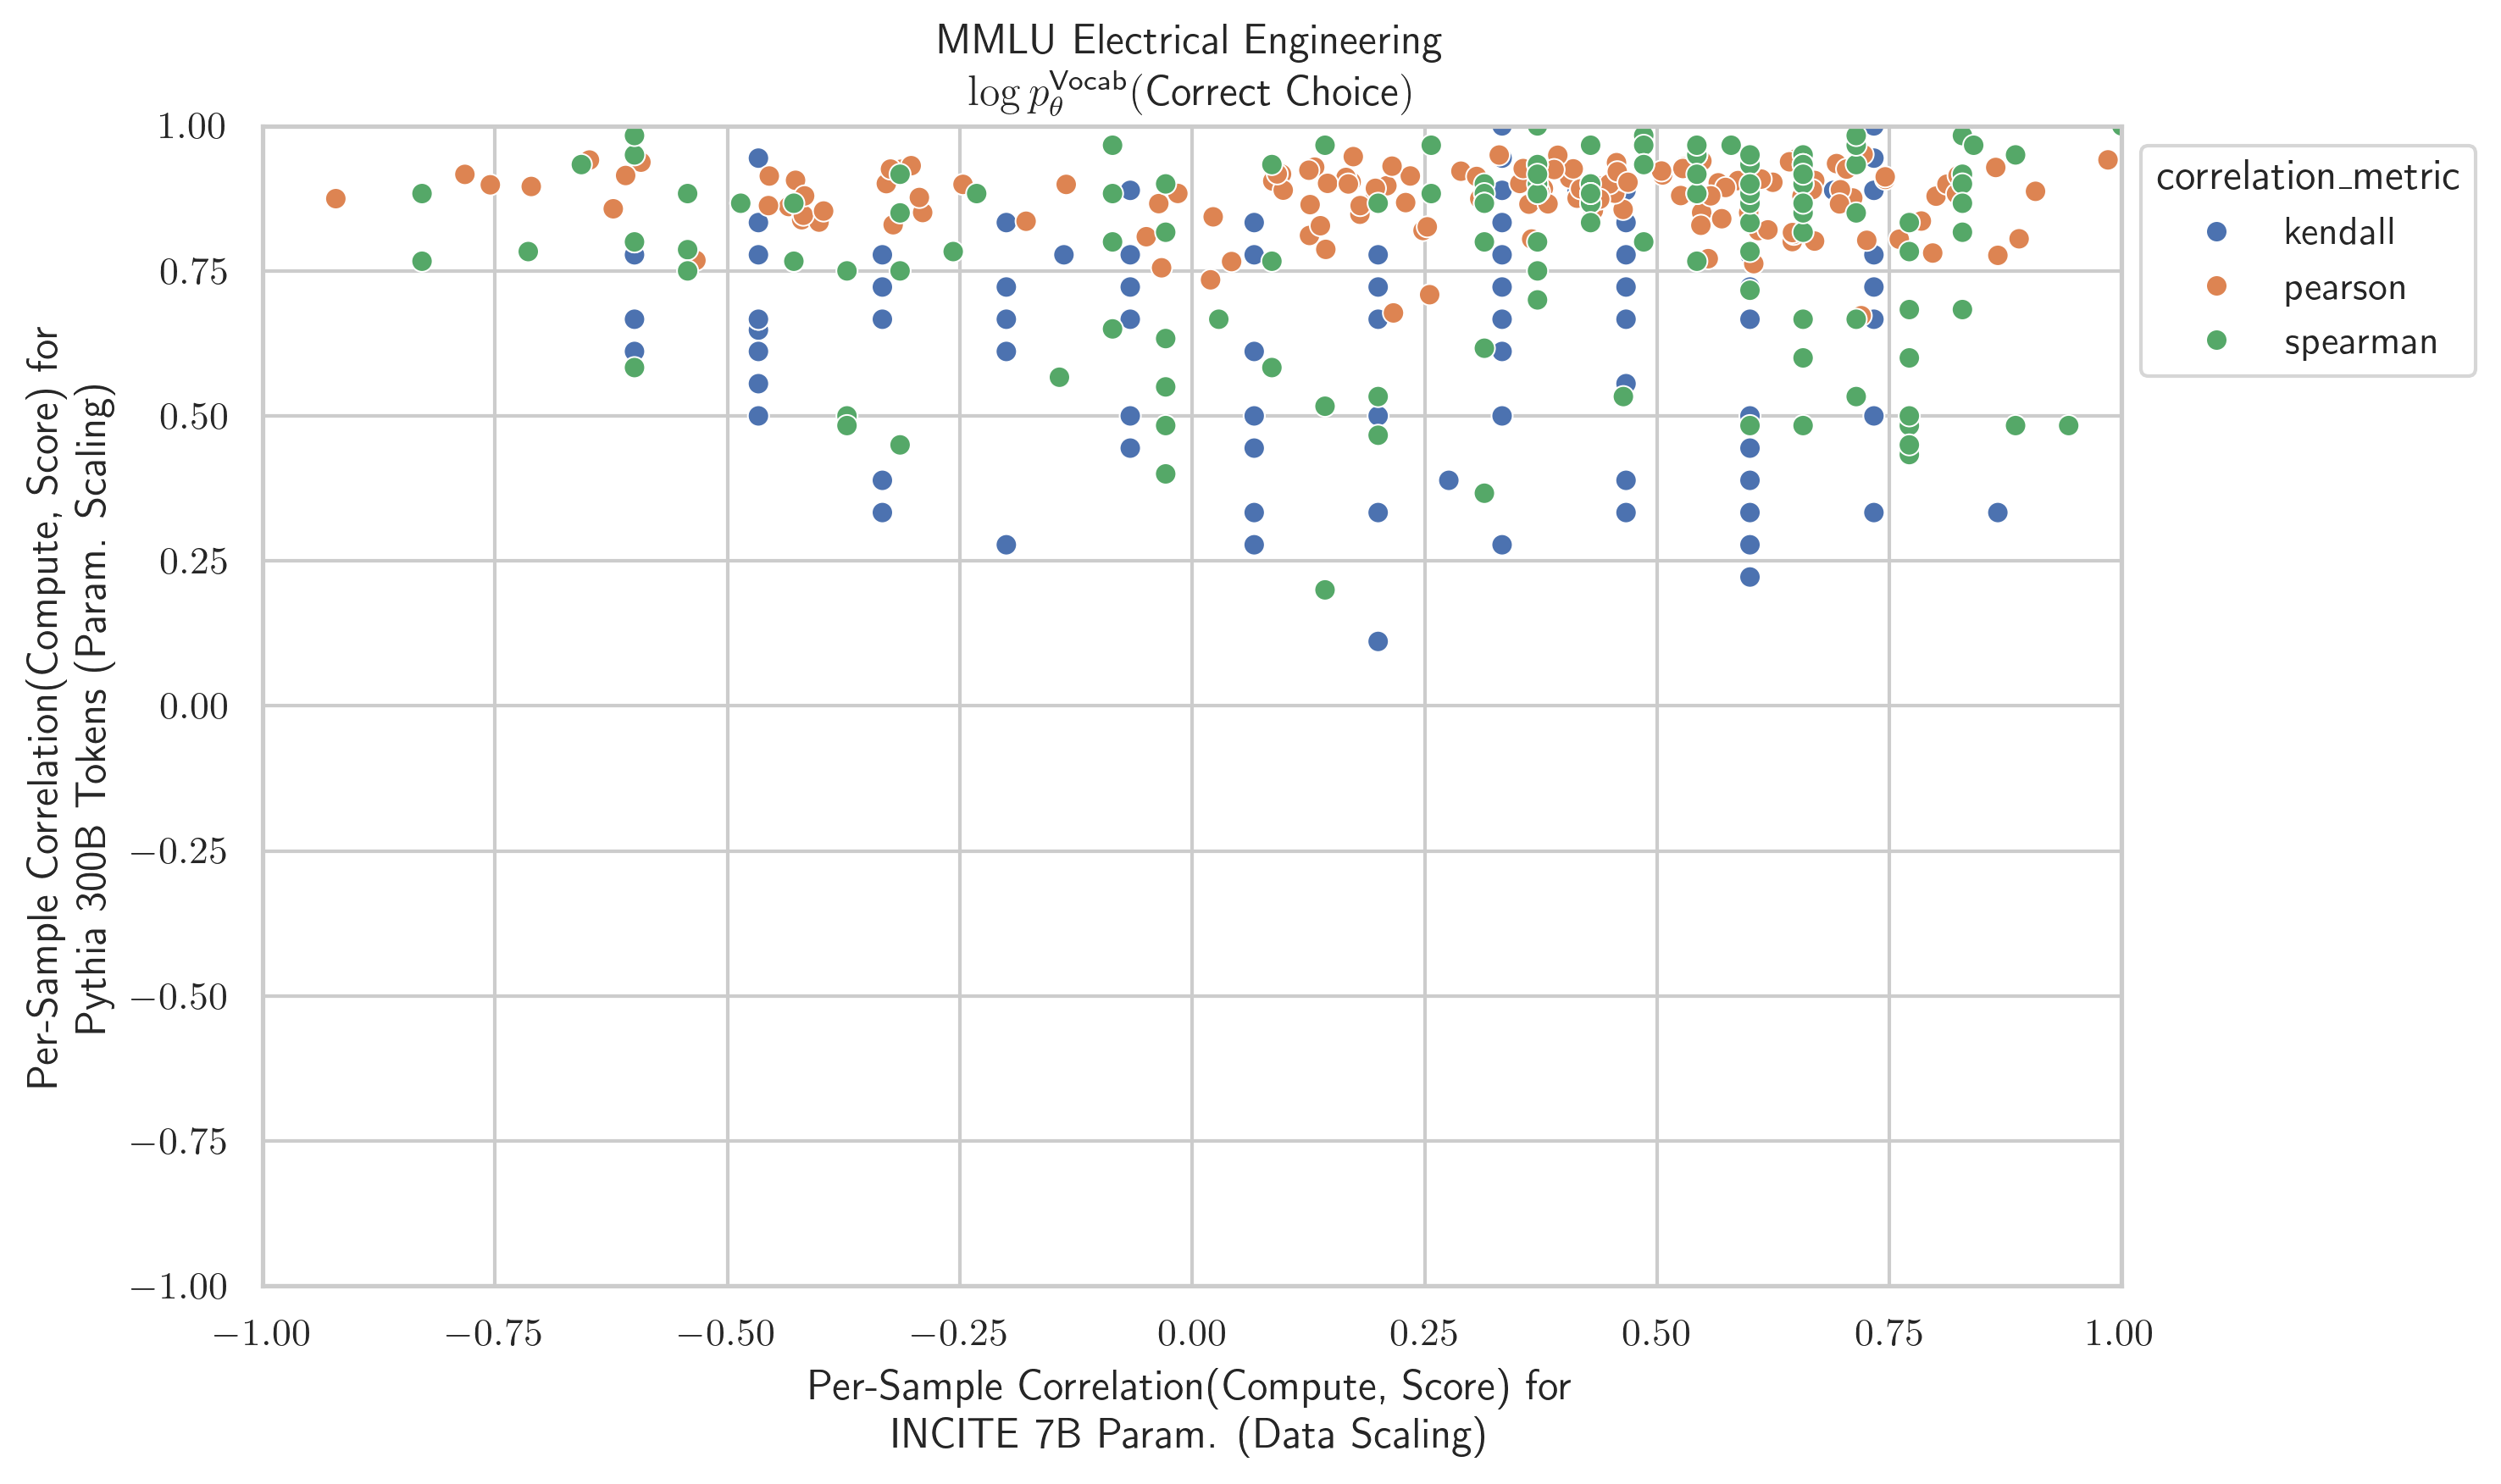 MMLU Electrical Engineering
log p_θ^Vocab(Correct Choice)
1.00
0.75
0.50
0.25
0.00
−0.25
−0.50
−0.75
−1.00
Per-Sample Correlation(Compute, Score) for
Pythia 300B Tokens (Param. Scaling)
−1.00
−0.75
−0.50
−0.25
0.00
0.25
0.50
0.75
1.00
Per-Sample Correlation(Compute, Score) for
INCITE 7B Param. (Data Scaling)
correlation_metric
kendall
pearson
spearman